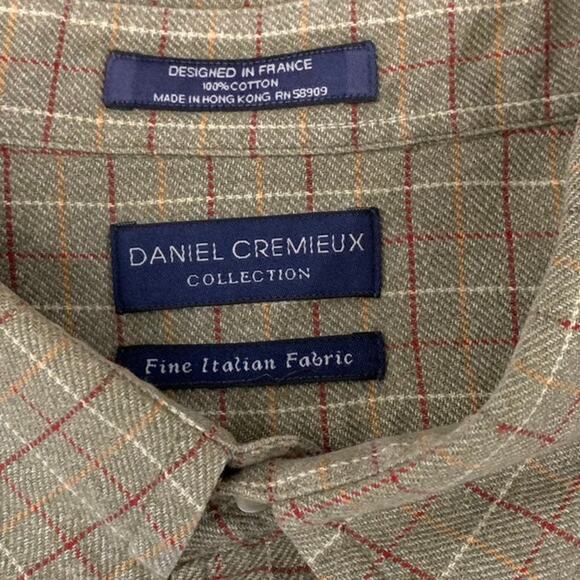 DESIGNED IN FRANCE
100% COTTON
MADE IN HONG KONG RN 58909
DANIEL CREMIEUX
COLLECTION
Fine Italian Fabric